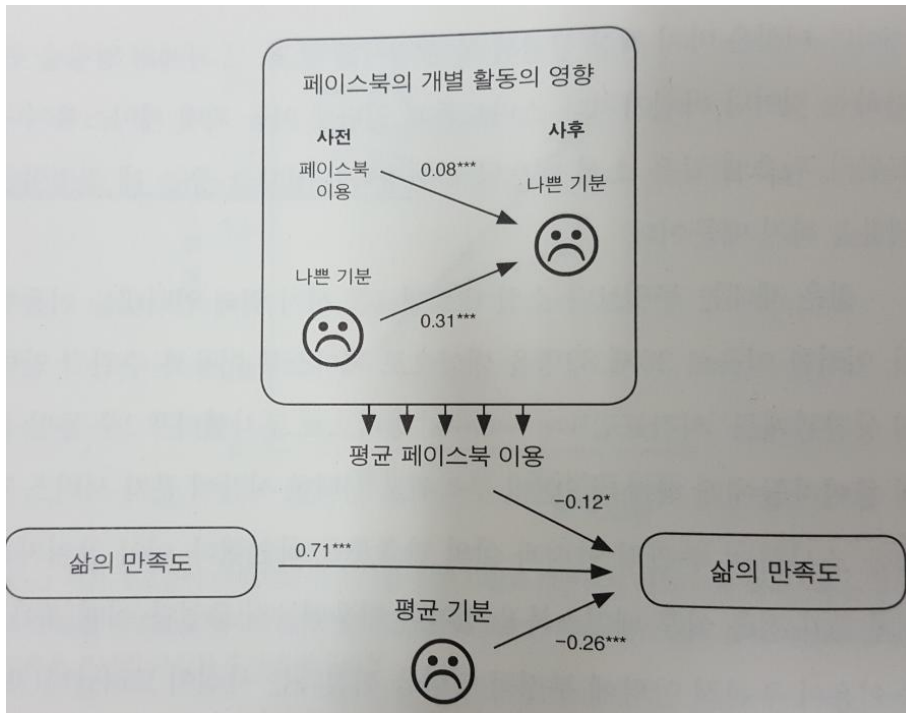 페이스북의 개별 활동의 영향
사전
사후
페이스북
이용
0.08***
나쁜 기분
나쁜 기분
0.31***
평균 페이스북 이용
-0.12*
삶의 만족도
0.71***
삶의 만족도
평균 기분
-0.26***